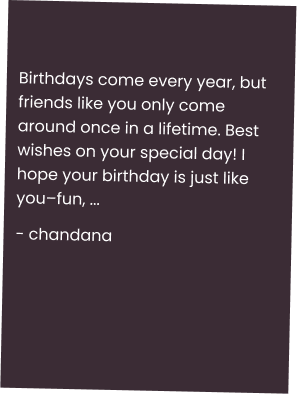 Birthdays come every year, but
friends like you only come
around once in a lifetime. Best
wishes on your special day! I
hope your birthday is just like
you–fun, ...
- chandana